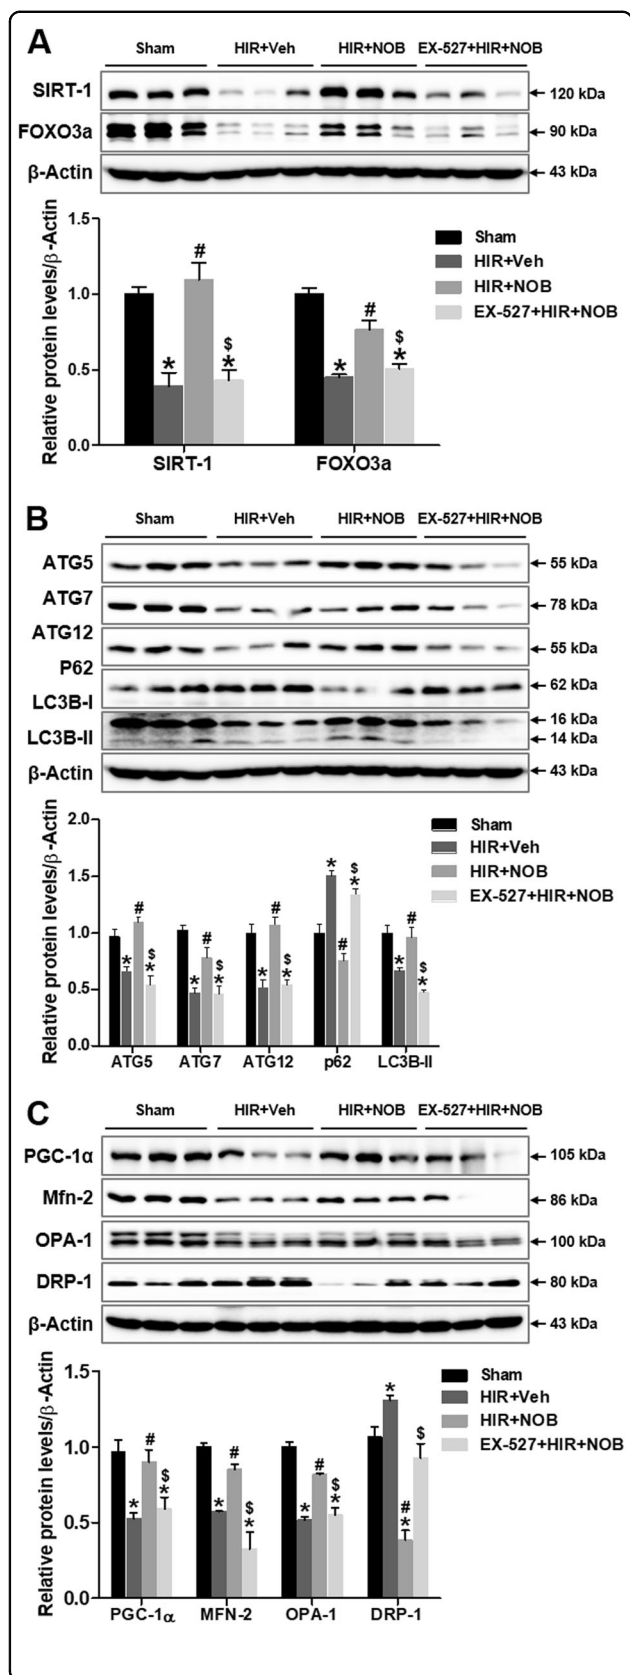 A
Sham HIR+Veh HIR+NOB EX-527+HIR+NOB
SIRT-1 120 kDa
FOXO3a 90 kDa
β-Actin 43 kDa
Relative protein levels/β-Actin
1.5
1.0
0.5
0.0
Sham
HIR+Veh
HIR+NOB
EX-527+HIR+NOB
* # $ * * # $ *
SIRT-1 FOXO3a
B
Sham HIR+Veh HIR+NOB EX-527+HIR+NOB
ATG5 55 kDa
ATG7 78 kDa
ATG12 55 kDa
P62 62 kDa
LC3B-I 16 kDa
LC3B-II 14 kDa
β-Actin 43 kDa
Relative protein levels/β-Actin
2.0
1.5
1.0
0.5
0.0
Sham
HIR+Veh
HIR+NOB
EX-527+HIR+NOB
* # $ * * # $ * * # $ * * # $ * * # $ *
ATG5 ATG7 ATG12 p62 LC3B-II
C
Sham HIR+Veh HIR+NOB EX-527+HIR+NOB
PGC-1α 105 kDa
Mfn-2 86 kDa
OPA-1 100 kDa
DRP-1 80 kDa
β-Actin 43 kDa
Relative protein levels/β-Actin
1.5
1.0
0.5
0.0
Sham
HIR+Veh
HIR+NOB
EX-527+HIR+NOB
* # $ * * # $ * * # $ * * # * $
PGC-1α MFN-2 OPA-1 DRP-1